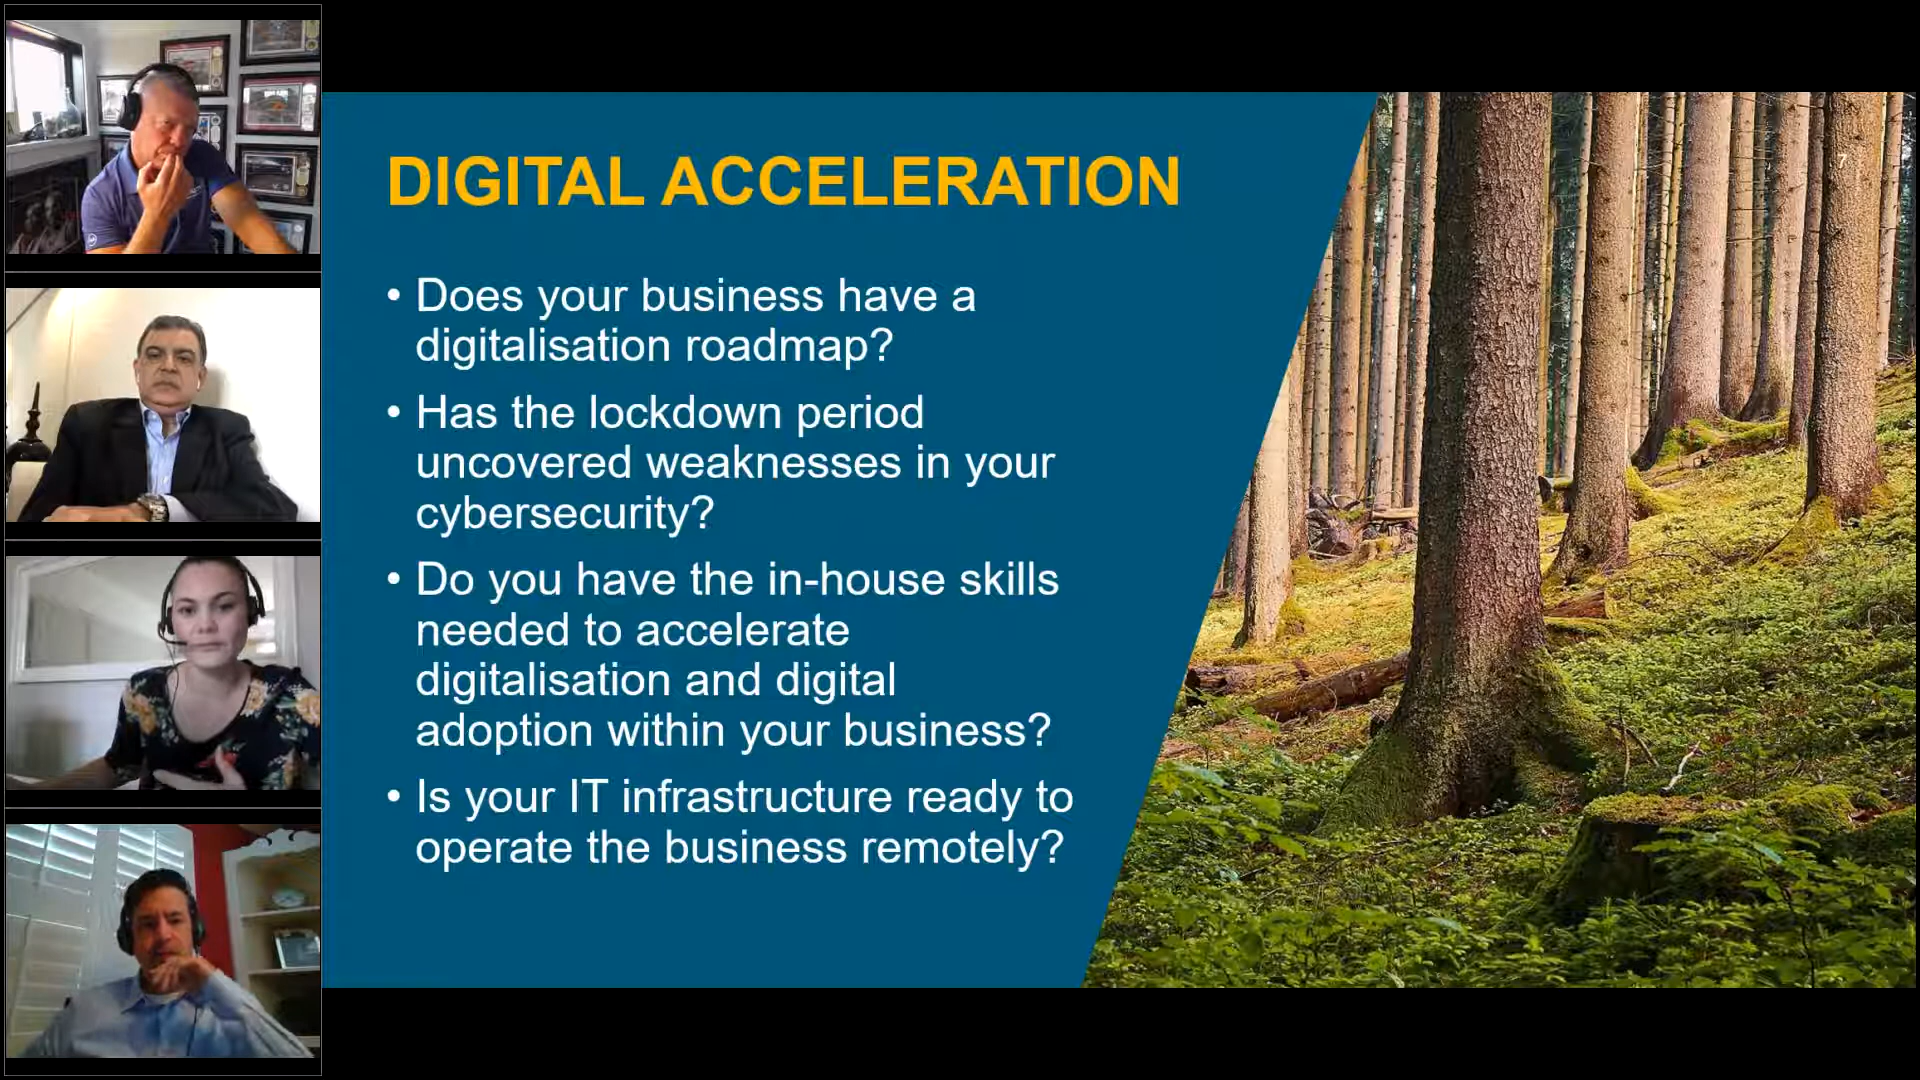 7
DIGITAL ACCELERATION
• Does your business have a
digitalisation roadmap?
• Has the lockdown period
uncovered weaknesses in your
cybersecurity?
• Do you have the in-house skills
needed to accelerate
digitalisation and digital
adoption within your business?
• Is your IT infrastructure ready to
operate the business remotely?